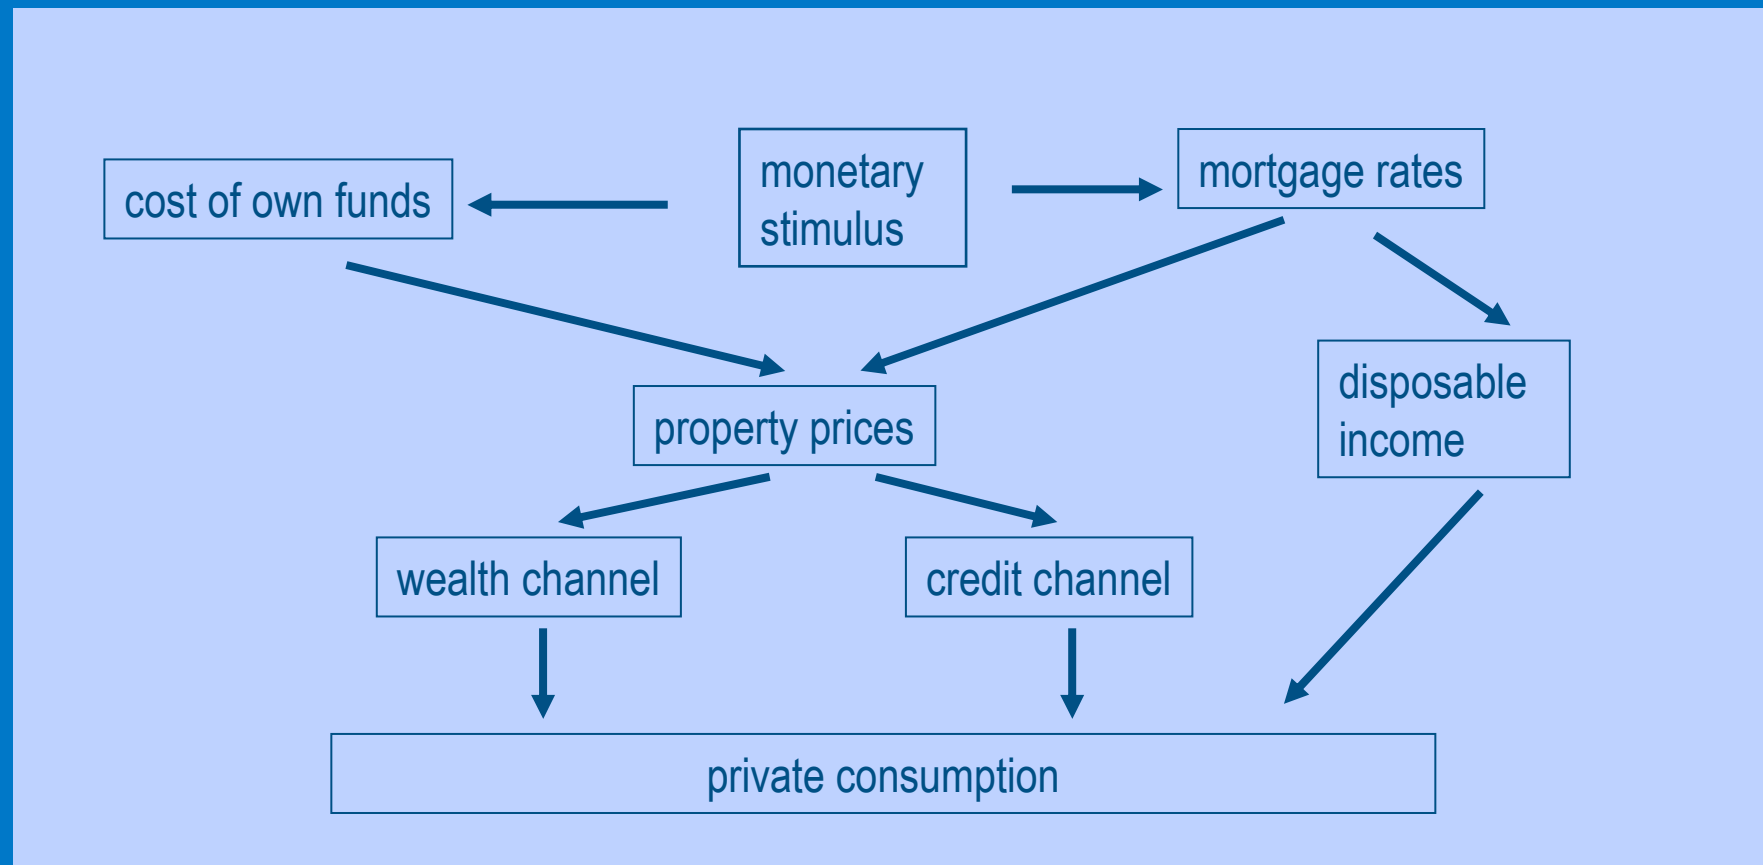 cost of own funds
monetary
stimulus
mortgage rates
property prices
disposable
income
wealth channel
credit channel
private consumption